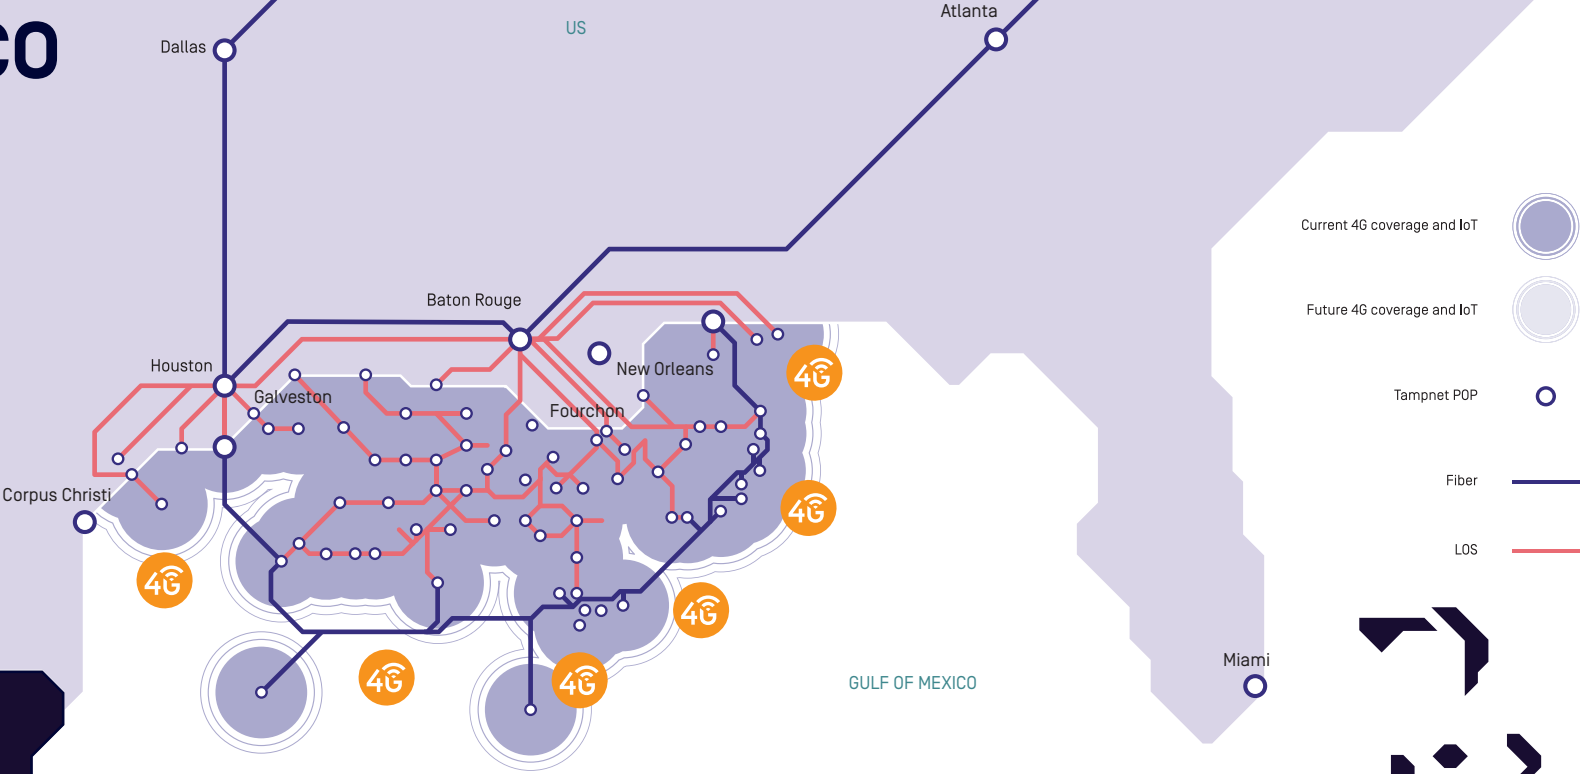 CO
Dallas
US
Atlanta
Baton Rouge
Houston
Galveston
New Orleans
Fourchon
Corpus Christi
4G
4G
4G
4G
4G
4G
GULF OF MEXICO
Miami
Current 4G coverage and IoT
Future 4G coverage and IoT
Tampnet POP
Fiber
LOS